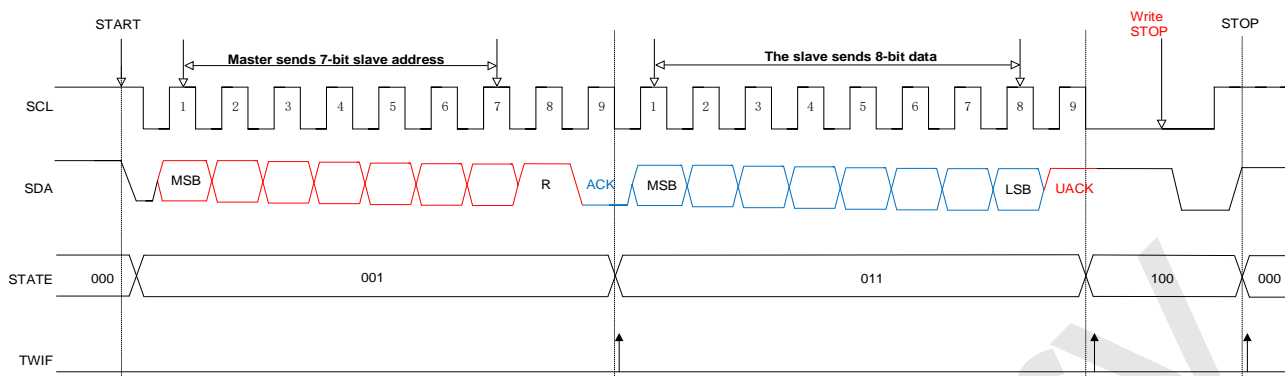 START
Write
STOP
STOP
Master sends 7-bit slave address
The slave sends 8-bit data
SCL
1 2 3 4 5 6 7 8 9 1 2 3 4 5 6 7 8 9
SDA
MSB R ACK MSB LSB UACK
STATE
000 001 011 100 000
TWIF